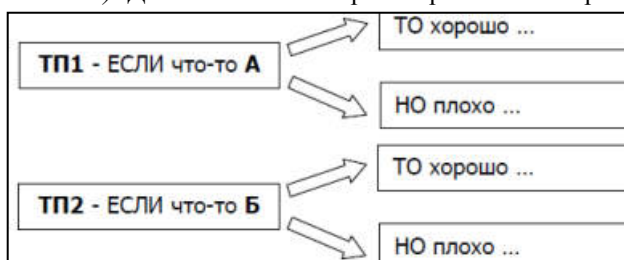 ТО хорошо ...
ТП1 - ЕСЛИ что-то А
НО плохо ...
ТО хорошо ...
ТП2 - ЕСЛИ что-то Б
НО плохо ...